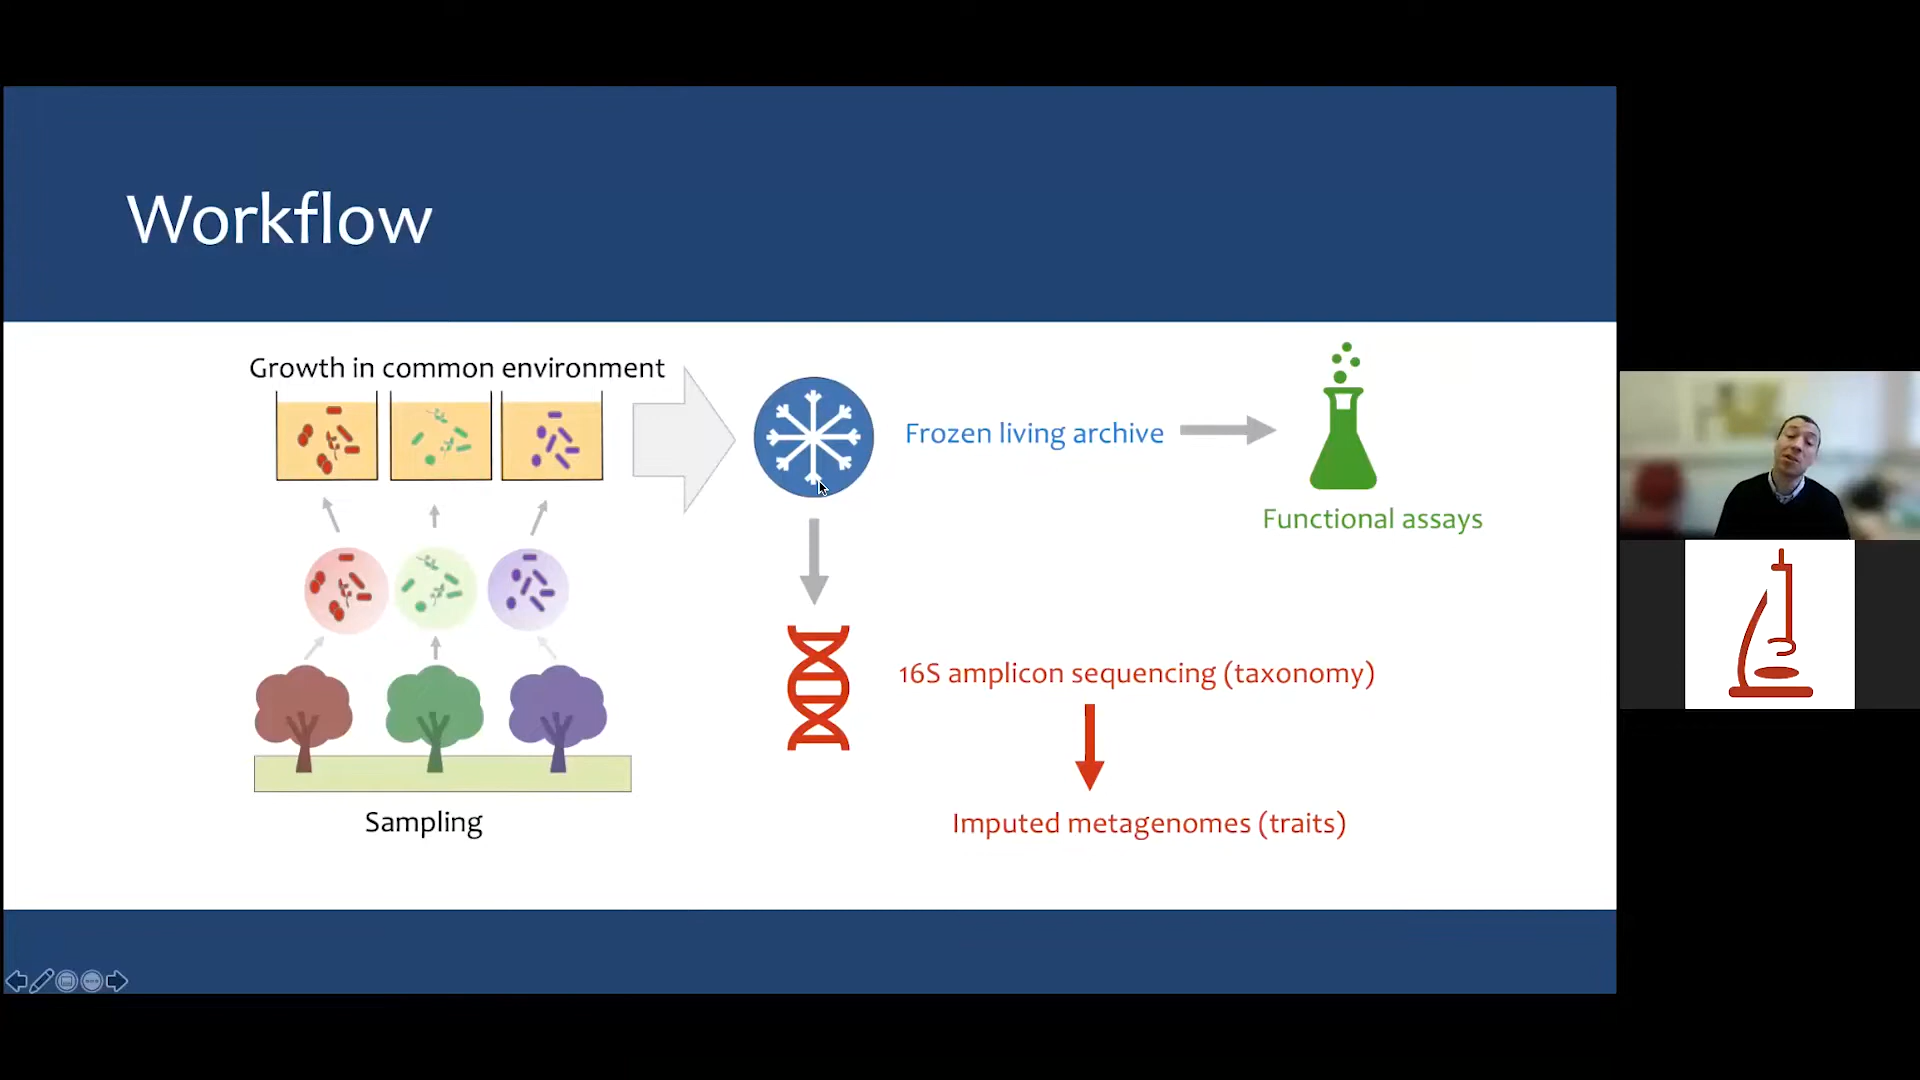 Workflow
Growth in common environment
Frozen living archive
Functional assays
16S amplicon sequencing (taxonomy)
Imputed metagenomes (traits)
Sampling